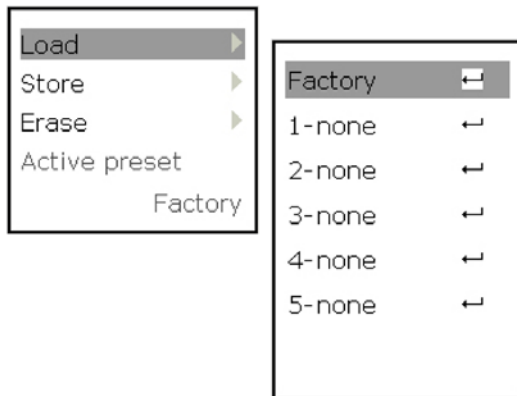 Load
Store
Erase
Active preset
Factory
Factory
1-none
2-none
3-none
4-none
5-none